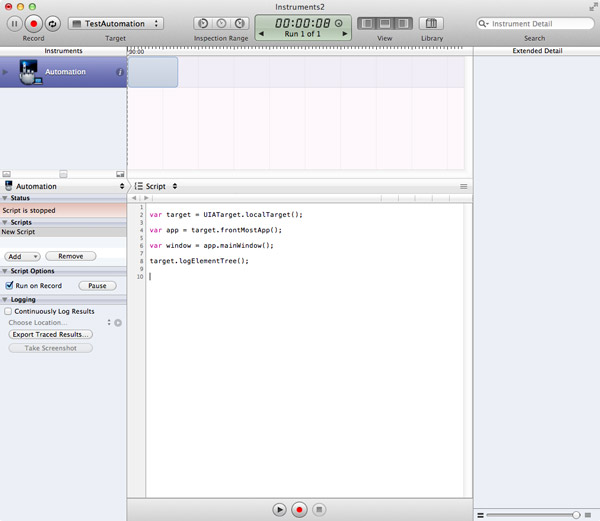 Instruments2
TestAutomation
00:00:08
Run 1 of 1
Instrument Detail
Record
Target
Inspection Range
View
Library
Search
Instruments
00:00
Extended Detail
Automation
Automation
Script
Status
Script is stopped
Scripts
New Script
Add
Remove
Script Options
Run on Record
Pause
Logging
Continuously Log Results
Choose Location...
Export Traced Results...
Take Screenshot
1
2 var target = UIATarget.localTarget();
3
4 var app = target.frontMostApp();
5
6 var window = app.mainWindow();
7
8 target.logElementTree();
9
10